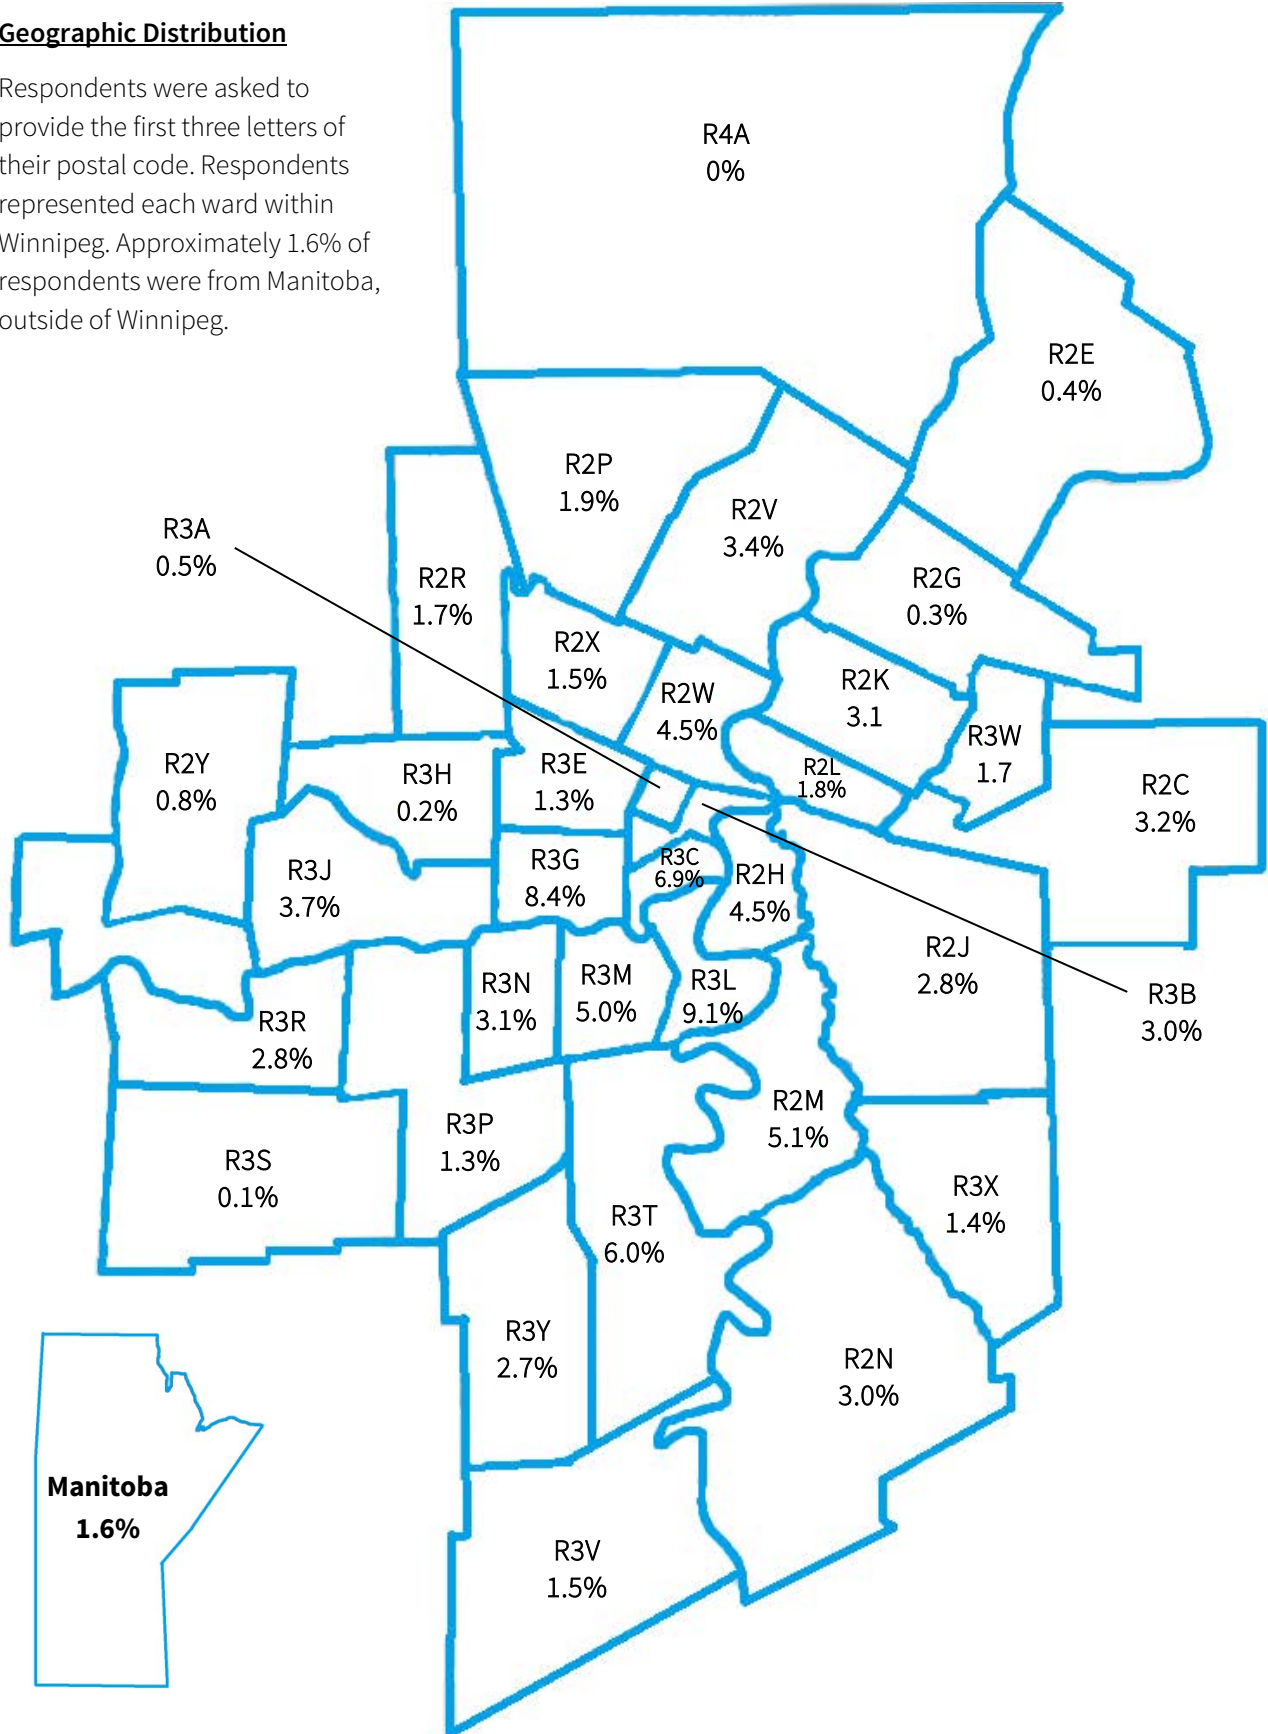 Geographic Distribution
Respondents were asked to
provide the first three letters of
their postal code. Respondents
represented each ward within
Winnipeg. Approximately 1.6% of
respondents were from Manitoba,
outside of Winnipeg.
R4A
0%
R2E
0.4%
R2P
1.9%
R2V
3.4%
R3A
0.5%
R2R
1.7%
R2G
0.3%
R2X
1.5%
R2W
4.5%
R2K
3.1
R3W
1.7
R2Y
0.8%
R3H
0.2%
R3E
1.3%
R2L
1.8%
R2C
3.2%
R3J
3.7%
R3G
8.4%
R3C
6.9%
R2H
4.5%
R2J
2.8%
R3B
3.0%
R3N
3.1%
R3M
5.0%
R3L
9.1%
R3R
2.8%
R2M
5.1%
R3P
1.3%
R3S
0.1%
R3X
1.4%
R3T
6.0%
R3Y
2.7%
R2N
3.0%
Manitoba
1.6%
R3V
1.5%